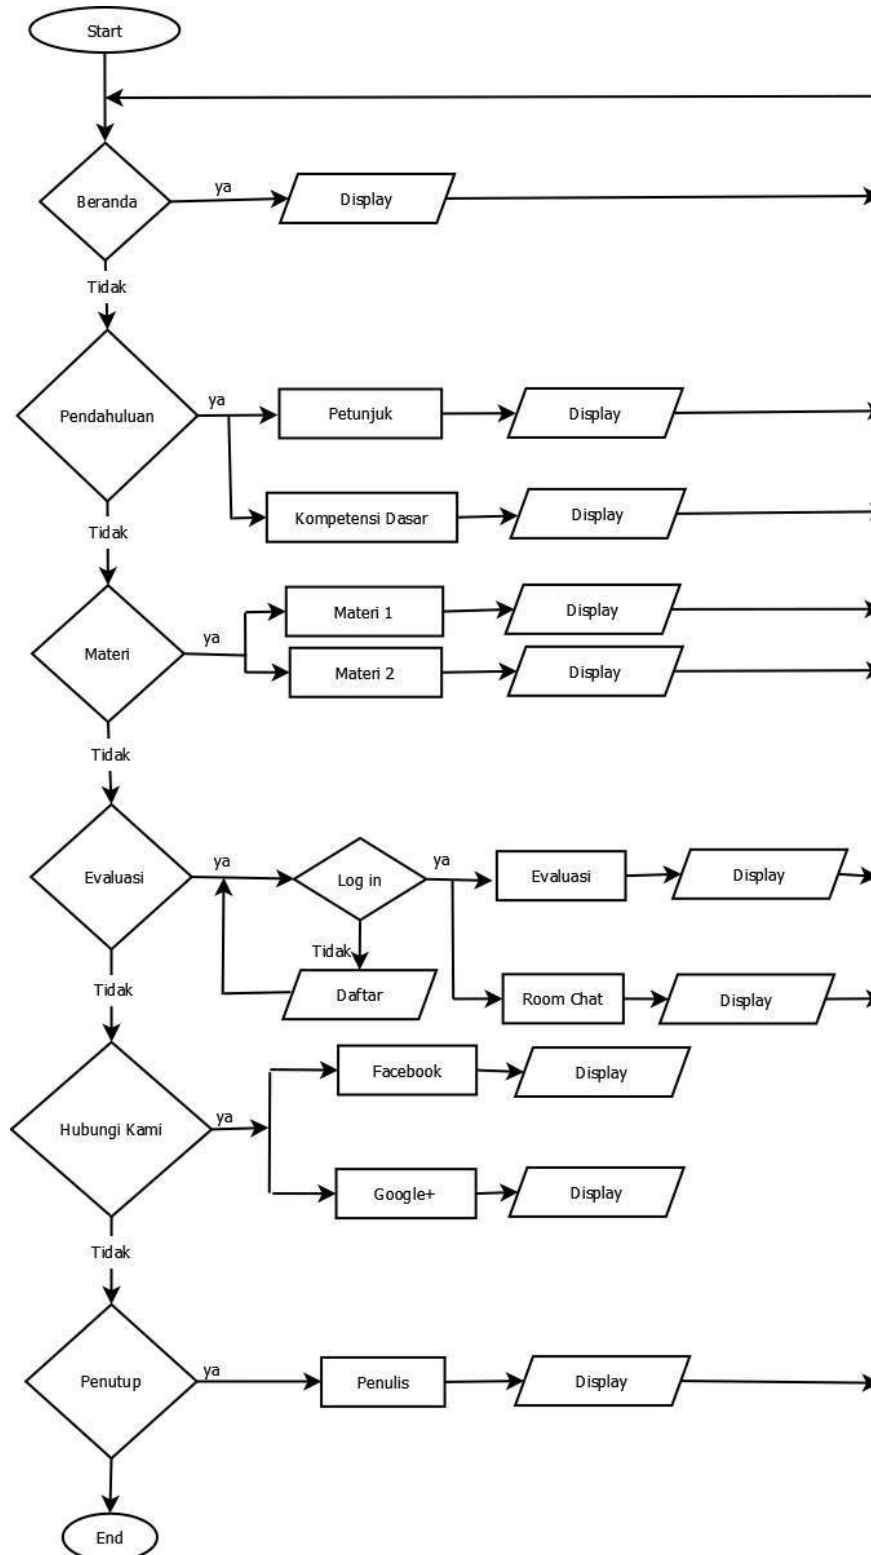 Start
Beranda
ya
Display
Tidak
Pendahuluan
ya
Petunjuk
Display
Kompetensi Dasar
Display
Tidak
Materi
ya
Materi 1
Display
Materi 2
Display
Tidak
Evaluasi
ya
Log in
ya
Evaluasi
Display
Tidak
Daftar
Room Chat
Display
Tidak
Hubungi Kami
ya
Facebook
Display
Google+
Display
Tidak
Penutup
ya
Penulis
Display
End